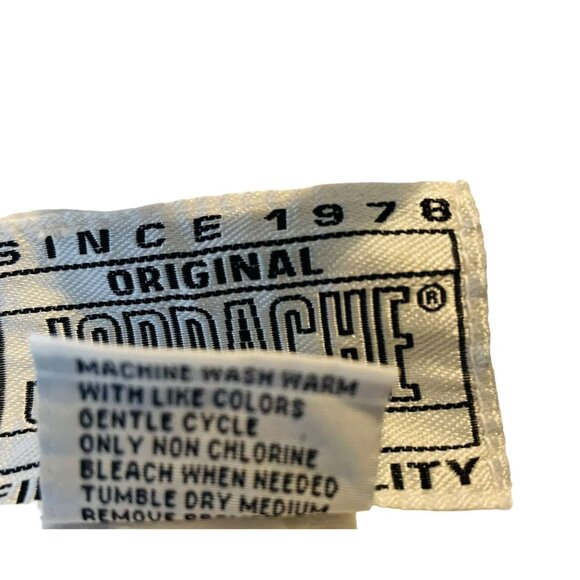 SINCE 1978
ORIGINAL
JORDACHE®
MACHINE WASH WARM
WITH LIKE COLORS
GENTLE CYCLE
ONLY NON CHLORINE
BLEACH WHEN NEEDED
TUMBLE DRY MEDIUM
REMOVE
LITY